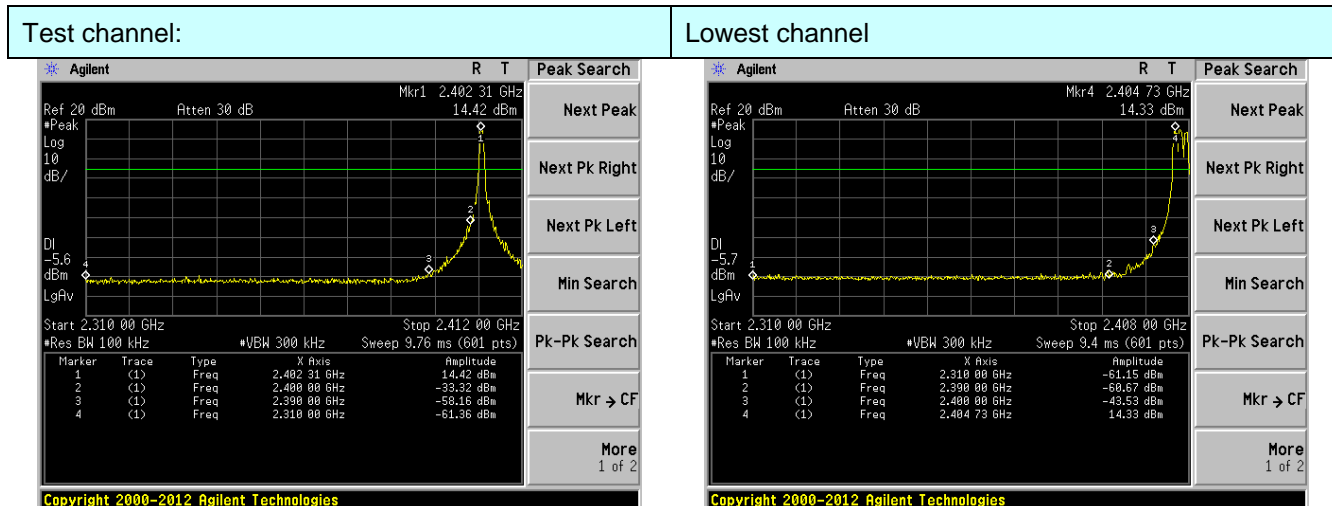 Test channel:
Lowest channel
Agilent R T
Peak Search
Mkr1 2.402 31 GHz
Ref 20 dBm Atten 30 dB 14.42 dBm
#Peak
Log
10
dB/
1
2
3
4
DI
-5.6
dBm
LgAv
Start 2.310 00 GHz Stop 2.412 00 GHz
#Res BW 100 kHz #VBW 300 kHz Sweep 9.76 ms (601 pts)
Marker Trace Type X Axis Amplitude
1 (1) Freq 2.402 31 GHz 14.42 dBm
2 (1) Freq 2.400 00 GHz -33.32 dBm
3 (1) Freq 2.390 00 GHz -58.16 dBm
4 (1) Freq 2.310 00 GHz -61.36 dBm
Next Peak
Next Pk Right
Next Pk Left
Min Search
Pk-Pk Search
Mkr → CF
More
1 of 2
Copyright 2000-2012 Agilent Technologies
Agilent R T
Peak Search
Mkr4 2.404 73 GHz
Ref 20 dBm Atten 30 dB 14.33 dBm
#Peak
Log
10
dB/
4
3
2
1
DI
-5.7
dBm
LgAv
Start 2.310 00 GHz Stop 2.408 00 GHz
#Res BW 100 kHz #VBW 300 kHz Sweep 9.4 ms (601 pts)
Marker Trace Type X Axis Amplitude
1 (1) Freq 2.310 00 GHz -61.15 dBm
2 (1) Freq 2.390 00 GHz -60.67 dBm
3 (1) Freq 2.400 00 GHz -43.53 dBm
4 (1) Freq 2.404 73 GHz 14.33 dBm
Next Peak
Next Pk Right
Next Pk Left
Min Search
Pk-Pk Search
Mkr → CF
More
1 of 2
Copyright 2000-2012 Agilent Technologies